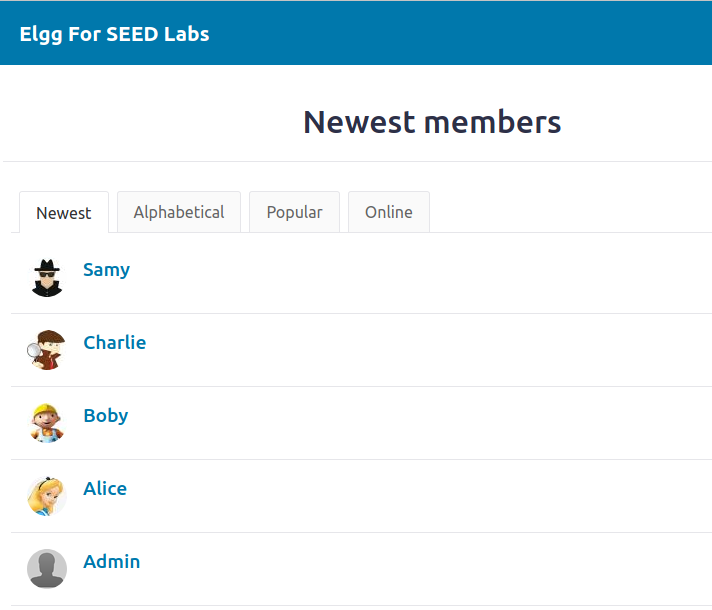 Elgg For SEED Labs
Newest members
Newest Alphabetical Popular Online
Samy
Charlie
Boby
Alice
Admin